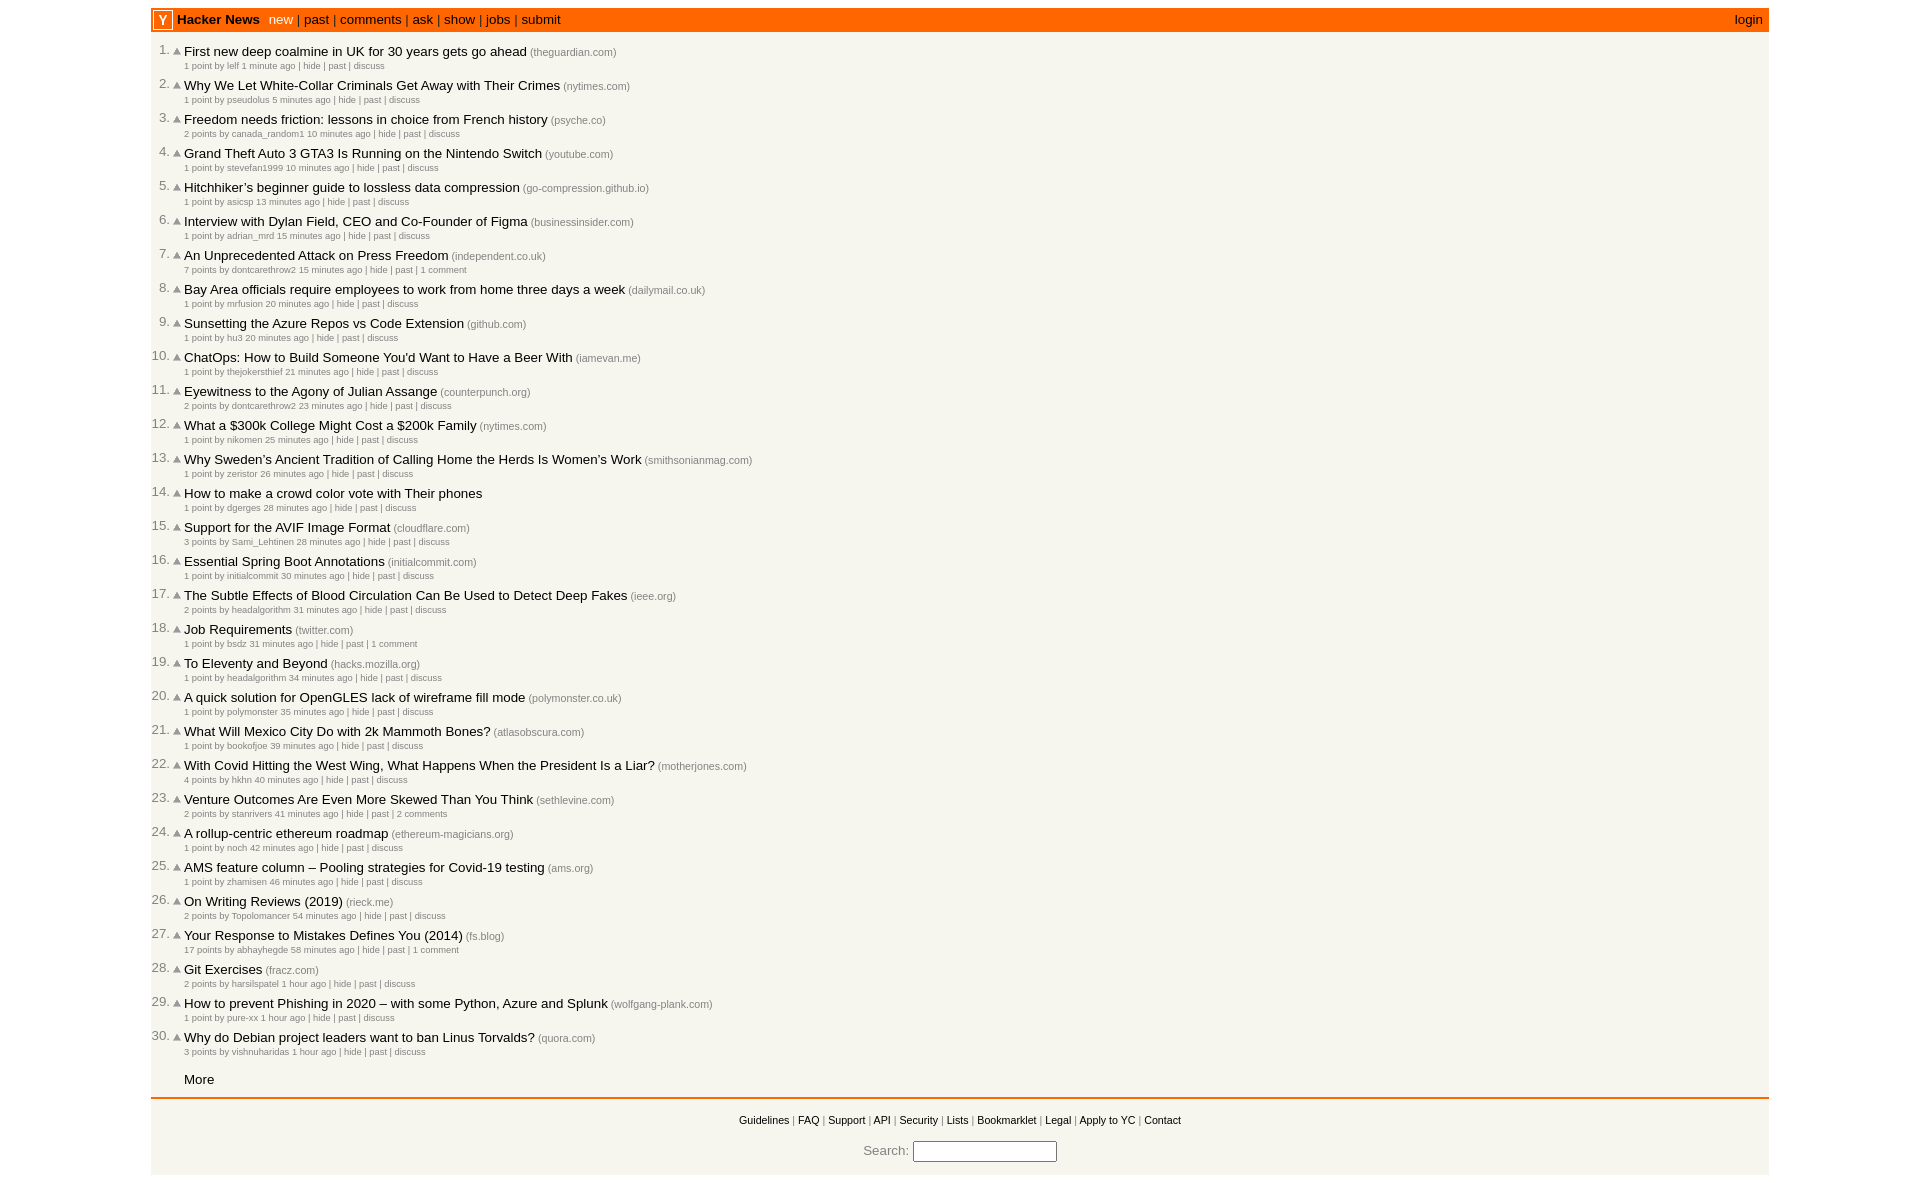 Y Hacker News new | past | comments | ask | show | jobs | submit login
1. First new deep coalmine in UK for 30 years gets go ahead (theguardian.com)
1 point by lelf 1 minute ago | hide | past | discuss
2. Why We Let White-Collar Criminals Get Away with Their Crimes (nytimes.com)
1 point by pseudolus 5 minutes ago | hide | past | discuss
3. Freedom needs friction: lessons in choice from French history (psyche.co)
2 points by canada_random1 10 minutes ago | hide | past | discuss
4. Grand Theft Auto 3 GTA3 Is Running on the Nintendo Switch (youtube.com)
1 point by stevefan1999 10 minutes ago | hide | past | discuss
5. Hitchhiker’s beginner guide to lossless data compression (go-compression.github.io)
1 point by asicsp 13 minutes ago | hide | past | discuss
6. Interview with Dylan Field, CEO and Co-Founder of Figma (businessinsider.com)
1 point by adrian_mrd 15 minutes ago | hide | past | discuss
7. An Unprecedented Attack on Press Freedom (independent.co.uk)
7 points by dontcarethrow2 15 minutes ago | hide | past | 1 comment
8. Bay Area officials require employees to work from home three days a week (dailymail.co.uk)
1 point by mrfusion 20 minutes ago | hide | past | discuss
9. Sunsetting the Azure Repos vs Code Extension (github.com)
1 point by hu3 20 minutes ago | hide | past | discuss
10. ChatOps: How to Build Someone You'd Want to Have a Beer With (iamevan.me)
1 point by thejokersthief 21 minutes ago | hide | past | discuss
11. Eyewitness to the Agony of Julian Assange (counterpunch.org)
2 points by dontcarethrow2 23 minutes ago | hide | past | discuss
12. What a $300k College Might Cost a $200k Family (nytimes.com)
1 point by nikomen 25 minutes ago | hide | past | discuss
13. Why Sweden’s Ancient Tradition of Calling Home the Herds Is Women’s Work (smithsonianmag.com)
1 point by zeristor 26 minutes ago | hide | past | discuss
14. How to make a crowd color vote with Their phones
1 point by dgerges 28 minutes ago | hide | past | discuss
15. Support for the AVIF Image Format (cloudflare.com)
3 points by Sami_Lehtinen 28 minutes ago | hide | past | discuss
16. Essential Spring Boot Annotations (initialcommit.com)
1 point by initialcommit 30 minutes ago | hide | past | discuss
17. The Subtle Effects of Blood Circulation Can Be Used to Detect Deep Fakes (ieee.org)
2 points by headalgorithm 31 minutes ago | hide | past | discuss
18. Job Requirements (twitter.com)
1 point by bsdz 31 minutes ago | hide | past | 1 comment
19. To Eleventy and Beyond (hacks.mozilla.org)
1 point by headalgorithm 34 minutes ago | hide | past | discuss
20. A quick solution for OpenGLES lack of wireframe fill mode (polymonster.co.uk)
1 point by polymonster 35 minutes ago | hide | past | discuss
21. What Will Mexico City Do with 2k Mammoth Bones? (atlasobscura.com)
1 point by bookofjoe 39 minutes ago | hide | past | discuss
22. With Covid Hitting the West Wing, What Happens When the President Is a Liar? (motherjones.com)
4 points by hkhn 40 minutes ago | hide | past | discuss
23. Venture Outcomes Are Even More Skewed Than You Think (sethlevine.com)
2 points by stanrivers 41 minutes ago | hide | past | 2 comments
24. A rollup-centric ethereum roadmap (ethereum-magicians.org)
1 point by noch 42 minutes ago | hide | past | discuss
25. AMS feature column – Pooling strategies for Covid-19 testing (ams.org)
1 point by zhamisen 46 minutes ago | hide | past | discuss
26. On Writing Reviews (2019) (rieck.me)
2 points by Topolomancer 54 minutes ago | hide | past | discuss
27. Your Response to Mistakes Defines You (2014) (fs.blog)
17 points by abhayhegde 58 minutes ago | hide | past | 1 comment
28. Git Exercises (fracz.com)
2 points by harsilspatel 1 hour ago | hide | past | discuss
29. How to prevent Phishing in 2020 – with some Python, Azure and Splunk (wolfgang-plank.com)
1 point by pure-xx 1 hour ago | hide | past | discuss
30. Why do Debian project leaders want to ban Linus Torvalds? (quora.com)
3 points by vishnuharidas 1 hour ago | hide | past | discuss
More
Guidelines | FAQ | Support | API | Security | Lists | Bookmarklet | Legal | Apply to YC | Contact
Search: